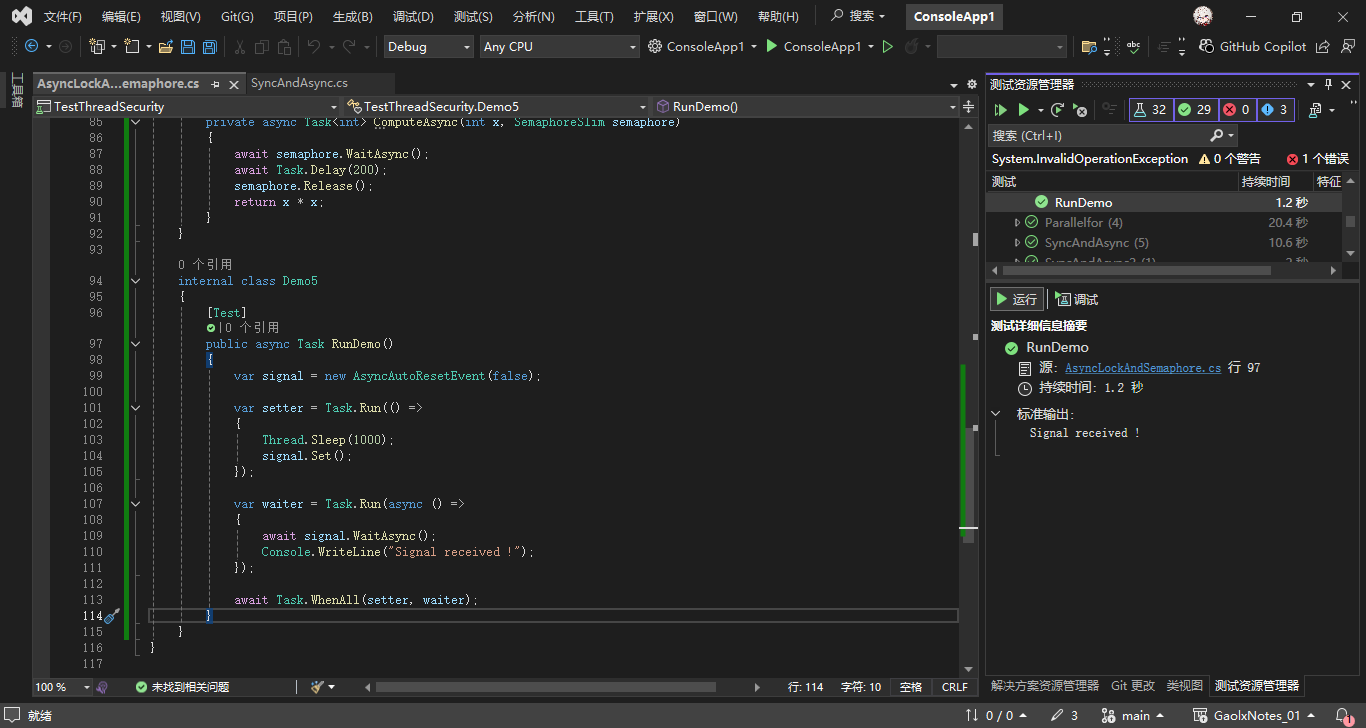 文件(F) 编辑(E) 视图(V) Git(G) 项目(P) 生成(B) 调试(D) 测试(S) 分析(N) 工具(T) 扩展(X) 窗口(W) 帮助(H) 搜索 ConsoleApp1
Debug Any CPU ConsoleApp1 ConsoleApp1 GitHub Copilot
工具箱
AsyncLockA...emaphore.cs SyncAndAsync.cs
TestThreadSecurity TestThreadSecurity.Demo5 RunDemo()
85 private async Task<int> ComputeAsync(int x, SemaphoreSlim semaphore)
86 {
87 await semaphore.WaitAsync();
88 await Task.Delay(200);
89 semaphore.Release();
90 return x * x;
91 }
92 }
93
0 个引用
94 internal class Demo5
95 {
96 [Test]
|0 个引用
97 public async Task RunDemo()
98 {
99 var signal = new AsyncAutoResetEvent(false);
100
101 var setter = Task.Run(() =>
102 {
103 Thread.Sleep(1000);
104 signal.Set();
105 });
106
107 var waiter = Task.Run(async () =>
108 {
109 await signal.WaitAsync();
110 Console.WriteLine("Signal received !");
111 });
112
113 await Task.WhenAll(setter, waiter);
114 }
115 }
116 }
117
100 % 未找到相关问题 行: 114 字符: 10 空格 CRLF
测试资源管理器
32 29 0 3
搜索 (Ctrl+I)
System.InvalidOperationException 0 个警告 1 个错误
测试 持续时间 特征
RunDemo 1.2 秒
Parallelfor (4) 20.4 秒
SyncAndAsync (5) 10.6 秒
SyncAndAsync2 (1) 2 秒
运行 调试
测试详细信息摘要
RunDemo
源: AsyncLockAndSemaphore.cs 行 97
持续时间: 1.2 秒
标准输出:
Signal received !
解决方案资源管理器 Git 更改 类视图 测试资源管理器
就绪 0 / 0 3 main GaolxNotes_01 1